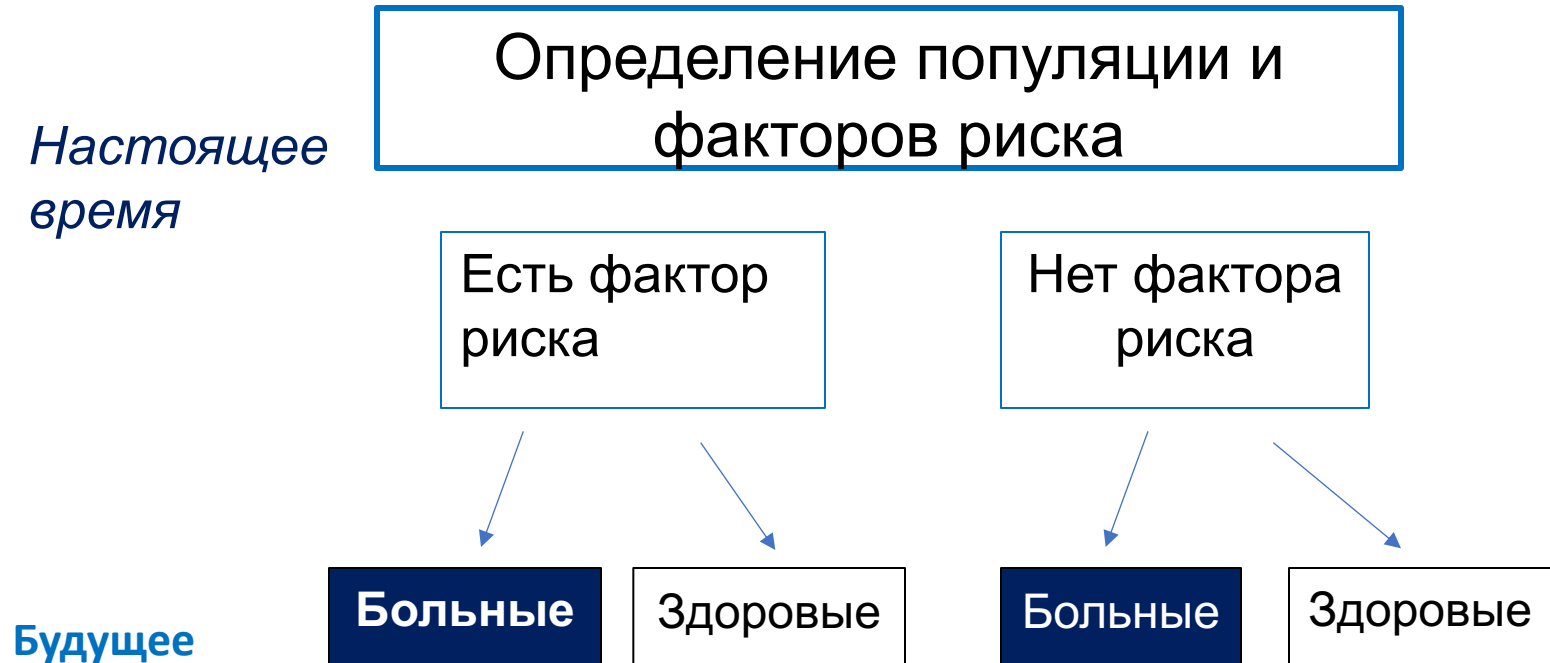 Определение популяции и
факторов риска
Настоящее
время
Есть фактор
риска
Нет фактора
риска
Больные
Здоровые
Больные
Здоровые
Будущее